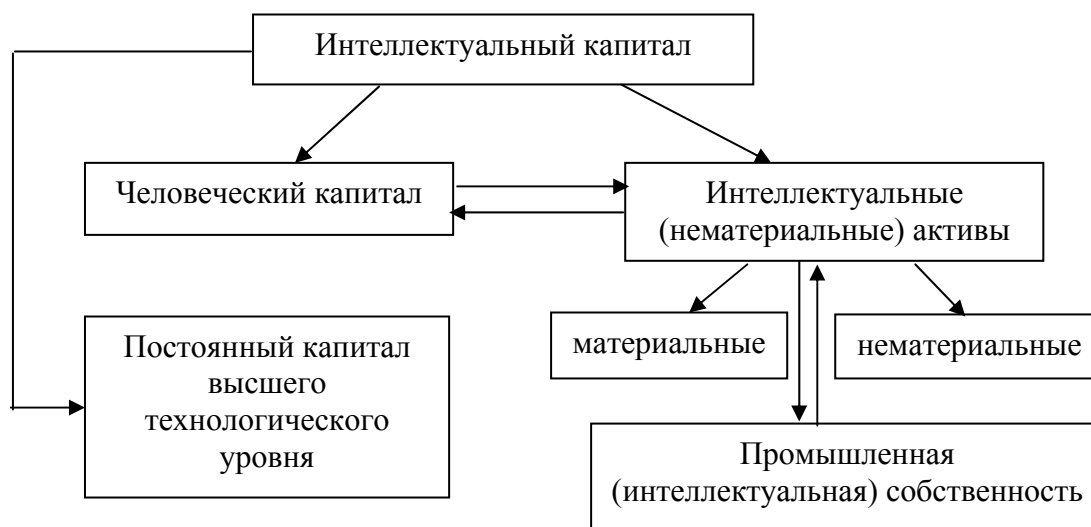 Интеллектуальный капитал
Человеческий капитал
Интеллектуальные
(нематериальные) активы
материальные
нематериальные
Постоянный капитал
высшего
технологического
уровня
Промышленная
(интеллектуальная) собственность